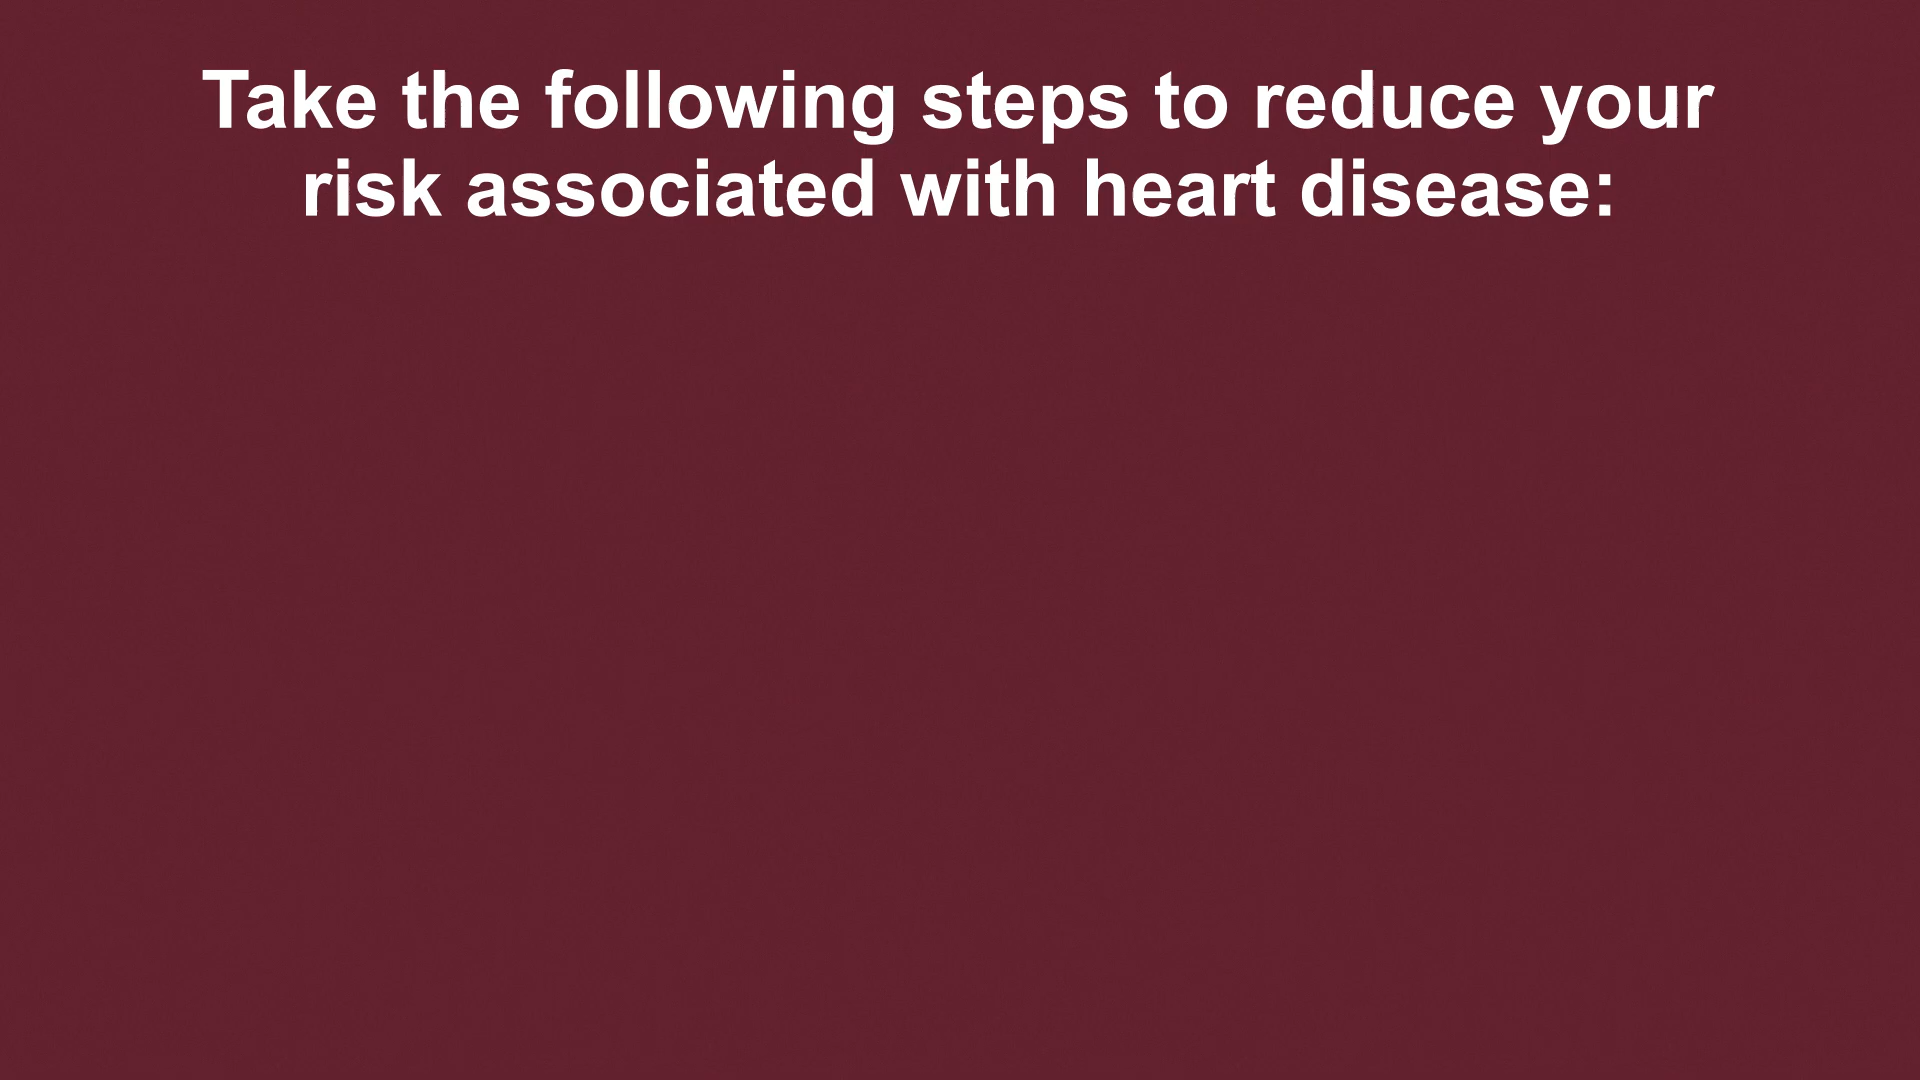 Take the following steps to reduce your
risk associated with heart disease: